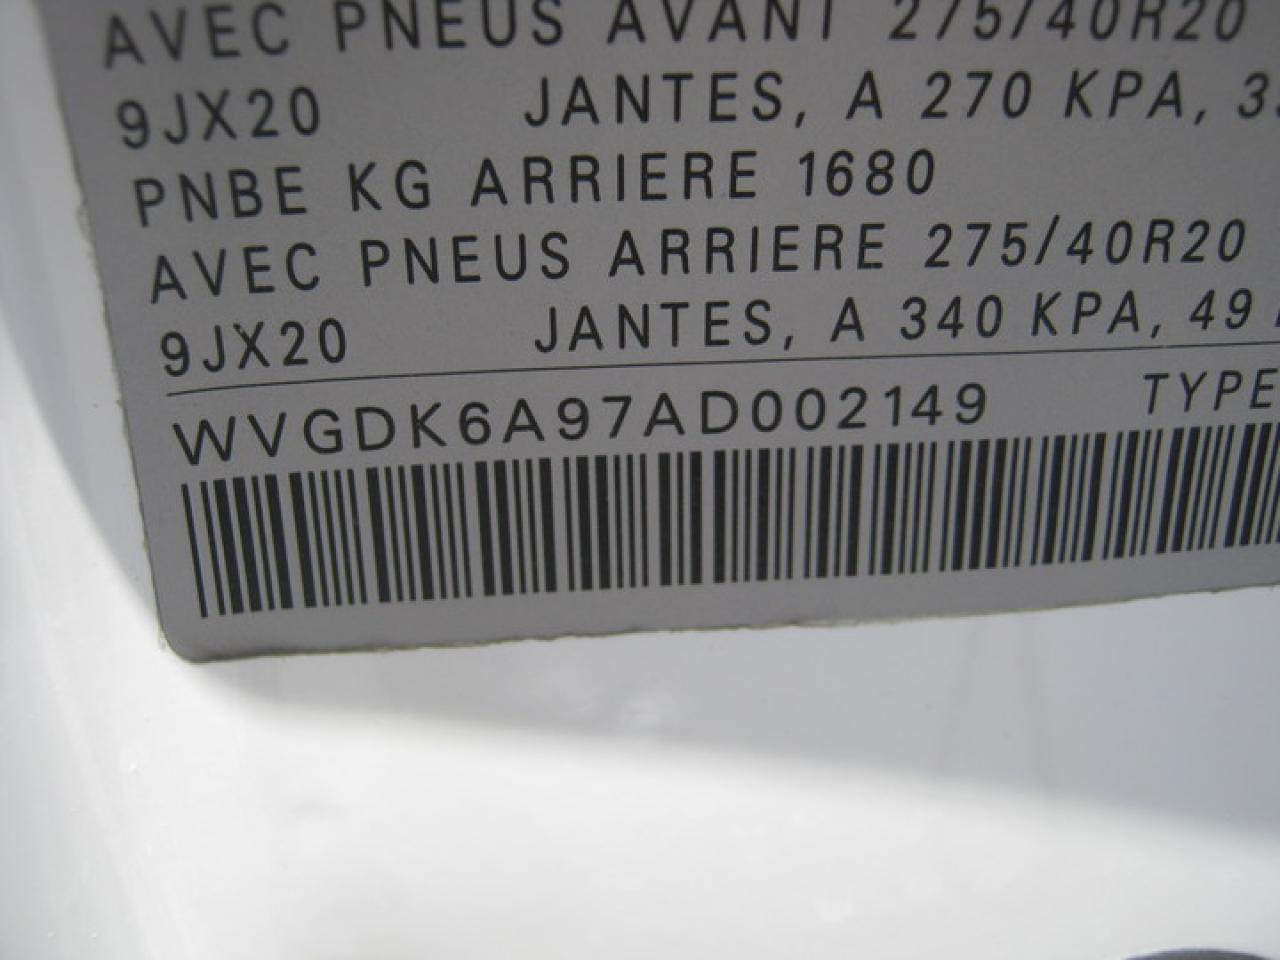 AVEC PNEUS AVANT 275/40R20
9JX20 JANTES, A 270 KPA,
PNBE KG ARRIERE 1680
AVEC PNEUS ARRIERE 275/40R20
9JX20 JANTES, A 340 KPA, 49
WVGDK6A97AD002149 TYPE